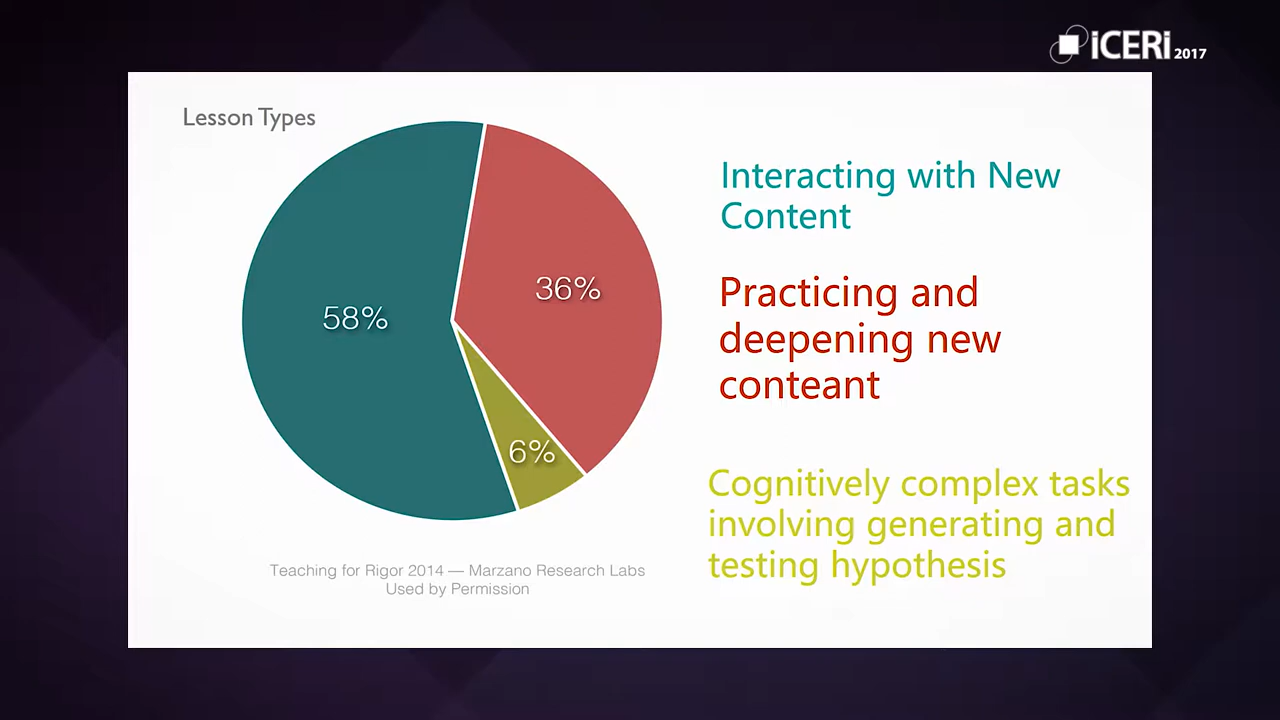 iCERi 2017
Lesson Types
58%
36%
6%
Interacting with New
Content
Practicing and
deepening new
conteant
Cognitively complex tasks
involving generating and
testing hypothesis
Teaching for Rigor 2014 — Marzano Research Labs
Used by Permission